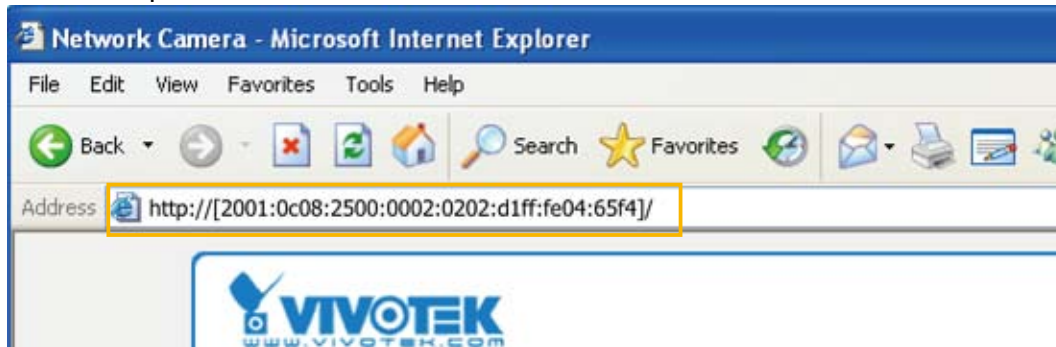 Network Camera - Microsoft Internet Explorer
File Edit View Favorites Tools Help
Back Search Favorites
Address http://[2001:0c08:2500:0002:0202:d1ff:fe04:65f4]/
VIVOTEK
WWW.VIVOTEK.COM